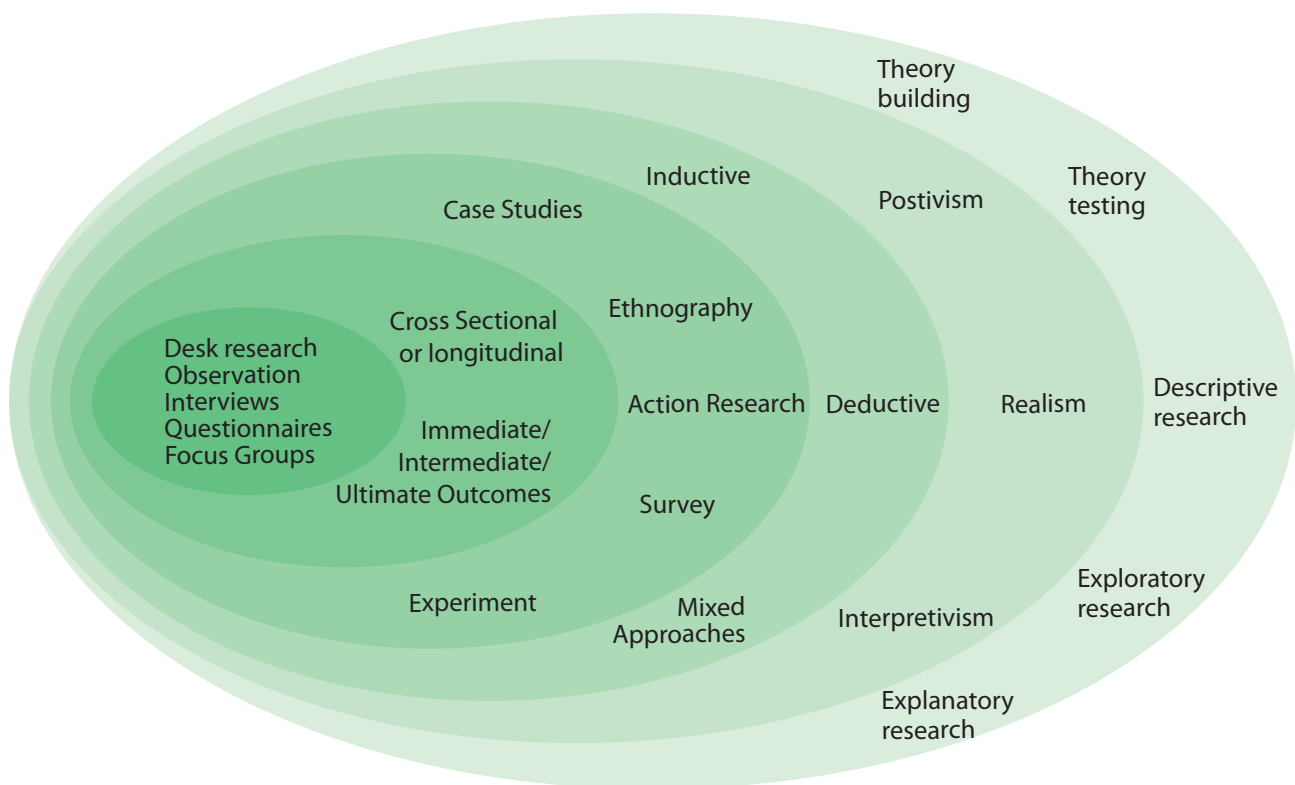 Theory
building
Inductive
Theory
testing
Postivism
Case Studies
Ethnography
Cross Sectional
or longitudinal
Desk research
Observation
Interviews
Questionnaires
Focus Groups
Action Research
Deductive
Realism
Descriptive
research
Immediate/
Intermediate/
Ultimate Outcomes
Survey
Experiment
Mixed
Approaches
Interpretivism
Exploratory
research
Explanatory
research